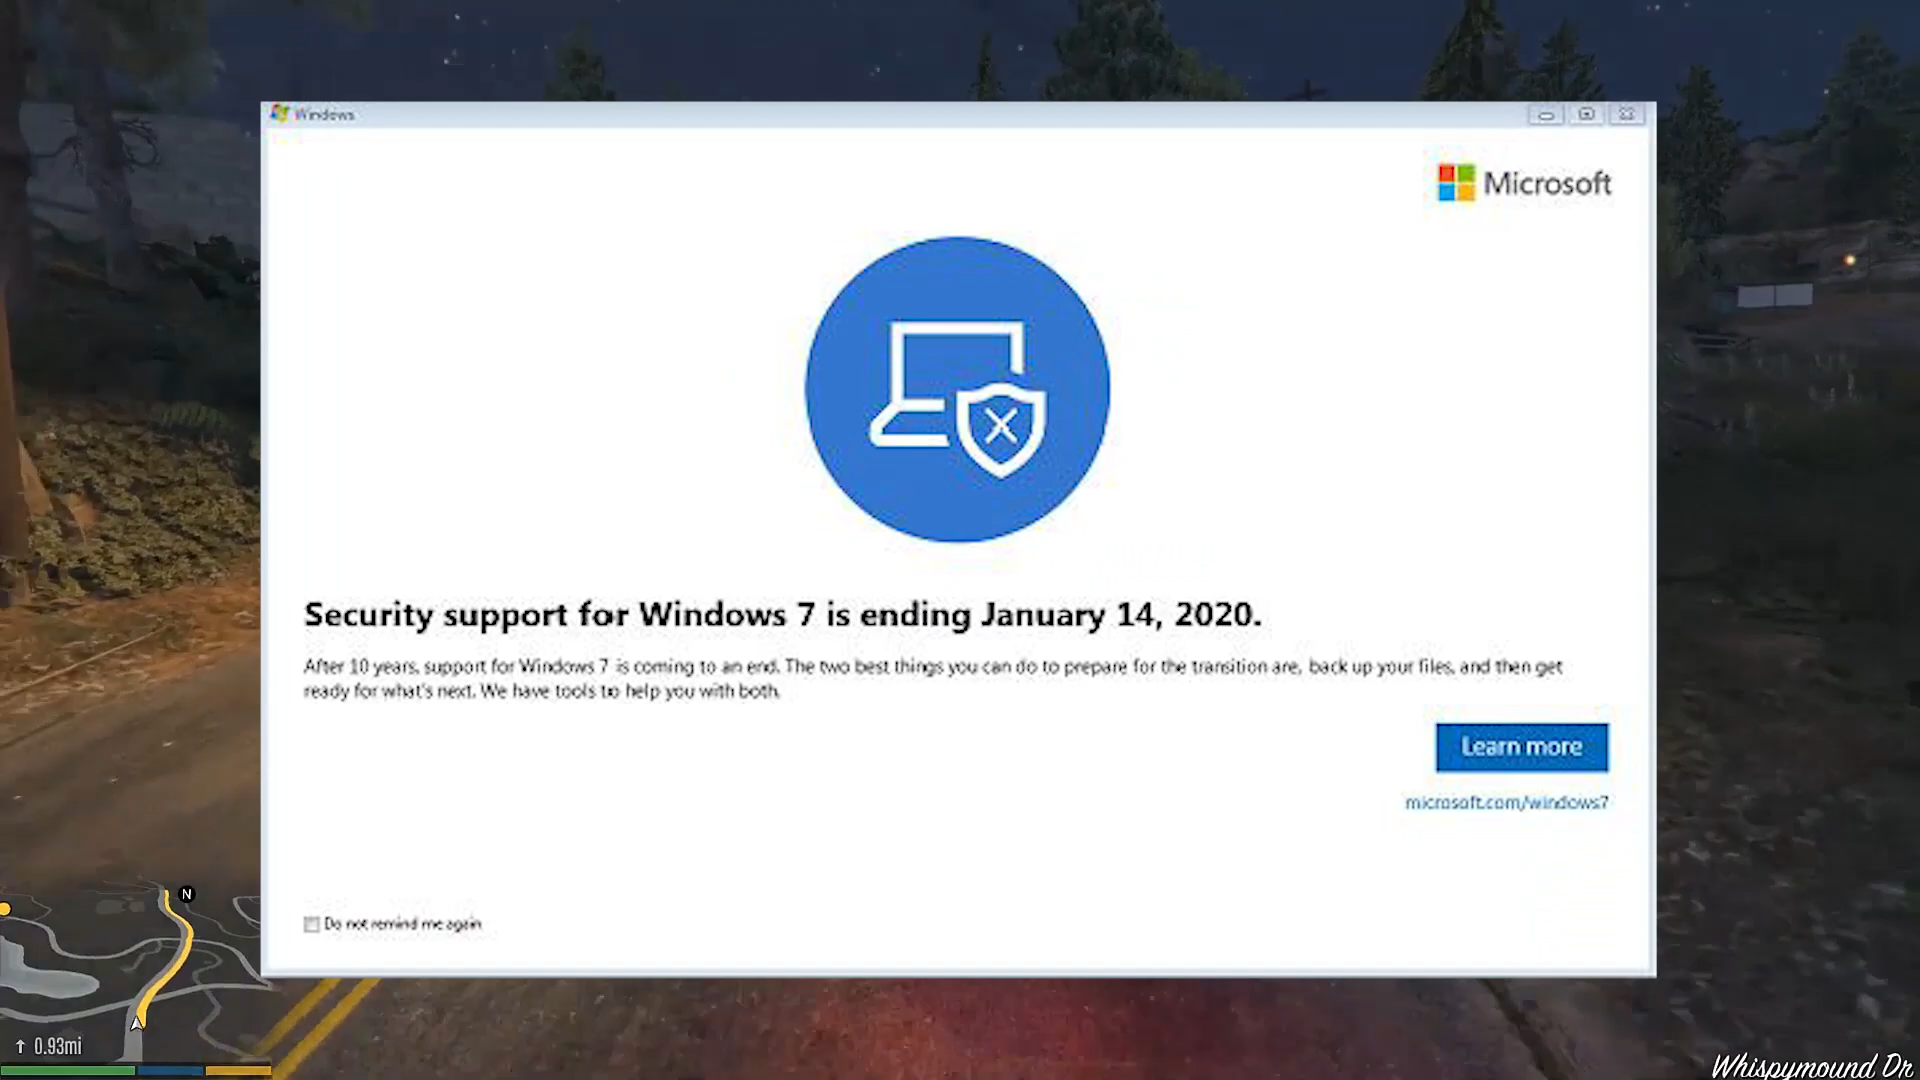 Windows
Microsoft
Security support for Windows 7 is ending January 14, 2020.
After 10 years, support for Windows 7 is coming to an end. The two best things you can do to prepare for the transition are, back up your files, and then get
ready for what's next. We have tools to help you with both.
Learn more
microsoft.com/windows7
Do not remind me again
N
0.93mi
Whispymound Dr